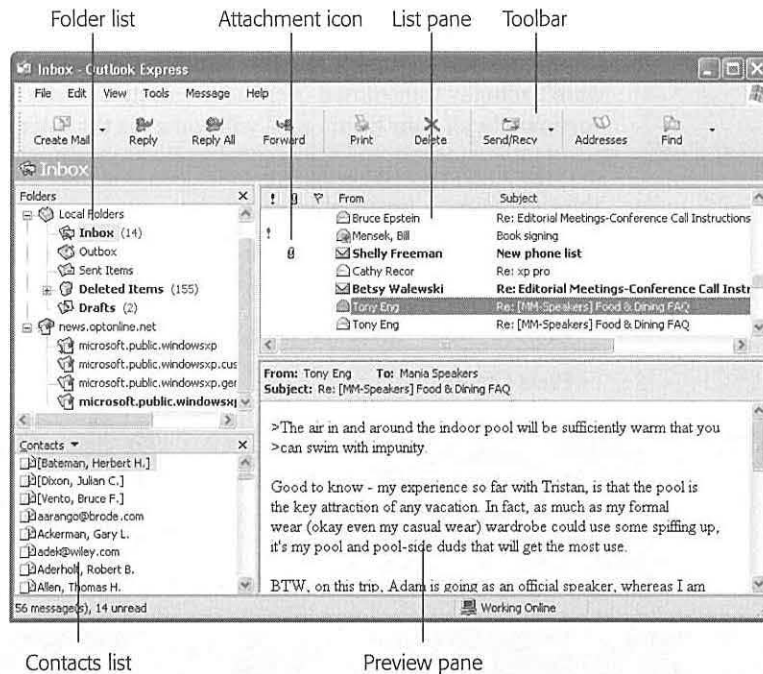 Folder list Attachment icon List pane Toolbar
Inbox - Outlook Express
File Edit View Tools Message Help
Create Mail Reply Reply All Forward Print Delete Send/Recv Addresses Find
Inbox
Folders
Local Folders
Inbox (14)
Outbox
Sent Items
Deleted Items (155)
Drafts (2)
news.optonline.net
microsoft.public.windowsxp
microsoft.public.windowsxp.cus
microsoft.public.windowsxp.ger
microsoft.public.windowsxp
Contacts
[Bateman, Herbert H.]
[Dixon, Julian C.]
[Vento, Bruce F.]
aarango@brode.com
Ackerman, Gary L.
adek@wiley.com
Aderholt, Robert B.
Allen, Thomas H.
! From Subject
Bruce Epstein Re: Editorial Meetings-Conference Call Instructions
! Mensek, Bill Book signing
Shelly Freeman New phone list
Cathy Recor Re: xp pro
Betsy Walewski Re: Editorial Meetings-Conference Call Instr
Tony Eng Re: [MM-Speakers] Food & Dining FAQ
Tony Eng Re: [MM-Speakers] Food & Dining FAQ
From: Tony Eng To: Mania Speakers
Subject: Re: [MM-Speakers] Food & Dining FAQ
>The air in and around the indoor pool will be sufficiently warm that you
>can swim with impunity.
Good to know - my experience so far with Tristan, is that the pool is
the key attraction of any vacation. In fact, as much as my formal
wear (okay even my casual wear) wardrobe could use some spiffing up,
it's my pool and pool-side duds that will get the most use.
BTW, on this trip, Adam is going as an official speaker, whereas I am
56 message(s), 14 unread Working Online
Contacts list Preview pane